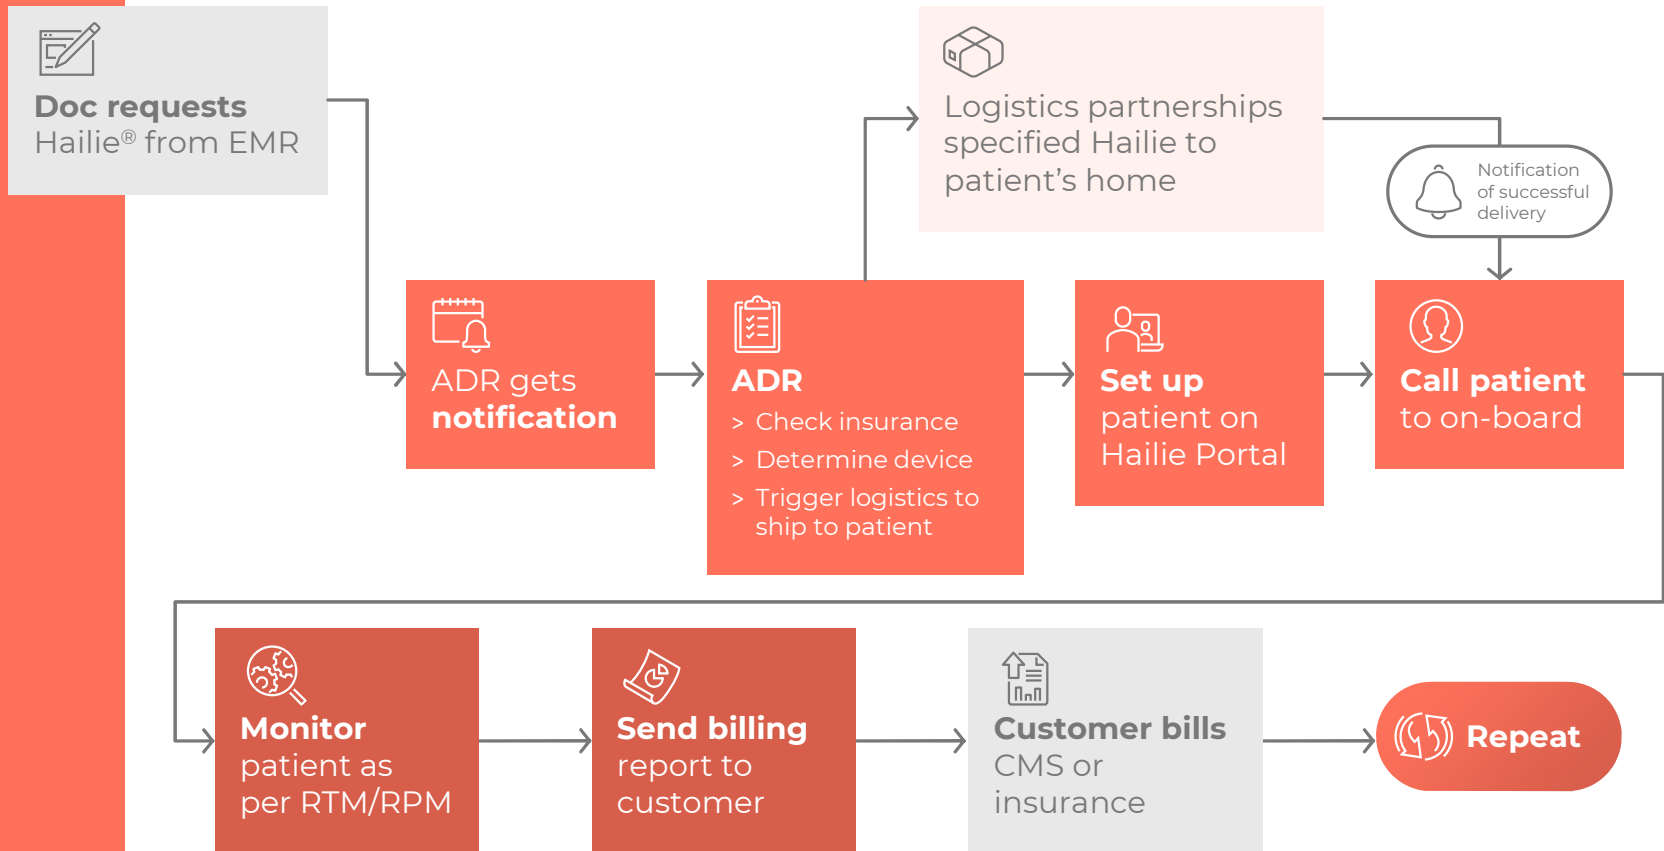 Doc requests
Hailie® from EMR
Logistics partnerships
specified Hailie to
patient’s home
Notification
of successful
delivery
ADR gets
notification
ADR
> Check insurance
> Determine device
> Trigger logistics to
ship to patient
Set up
patient on
Hailie Portal
Call patient
to on-board
Monitor
patient as
per RTM/RPM
Send billing
report to
customer
Customer bills
CMS or
insurance
Repeat